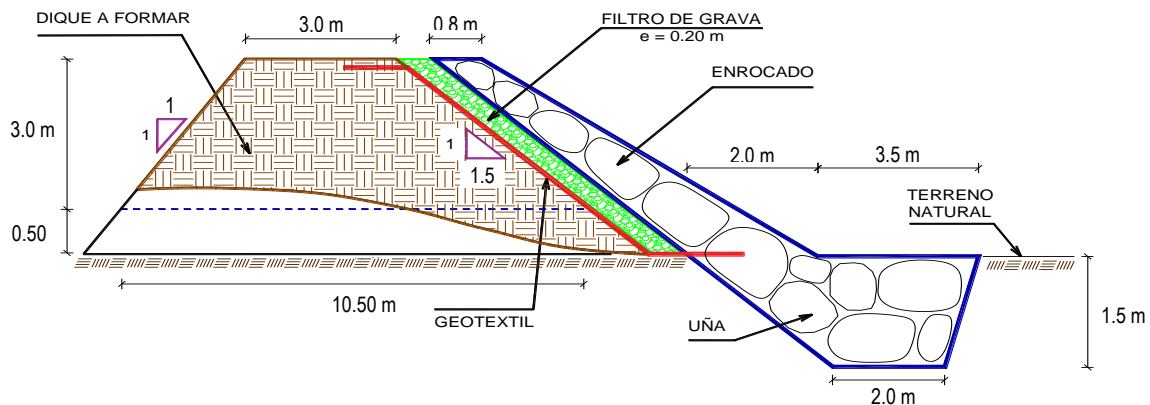 DIQUE A FORMAR
3.0 m
0.8 m
FILTRO DE GRAVA
e = 0.20 m
ENROCADO
1
1
3.0 m
1
1.5
2.0 m
3.5 m
TERRENO
NATURAL
0.50
10.50 m
GEOTEXTIL
UÑA
1.5 m
2.0 m